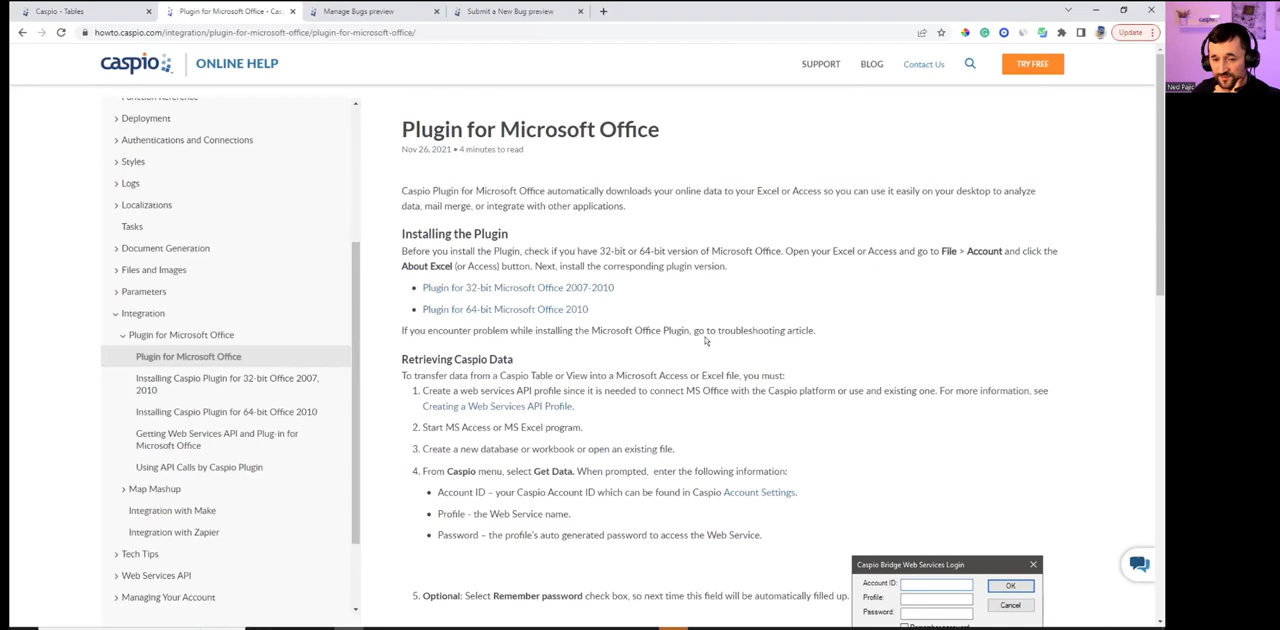 Caspio - Tables
Plugin for Microsoft Office - Cas
Manage Bugs preview
Submit a New Bug preview
howto.caspio.com/integration/plugin-for-microsoft-office/plugin-for-microsoft-office/
Update
caspio
ONLINE HELP
SUPPORT
BLOG
Contact Us
TRY FREE
Ned Pajic
Function Reference
Deployment
Authentications and Connections
Styles
Logs
Localizations
Tasks
Document Generation
Files and Images
Parameters
Integration
Plugin for Microsoft Office
Plugin for Microsoft Office
Installing Caspio Plugin for 32-bit Office 2007,
2010
Installing Caspio Plugin for 64-bit Office 2010
Getting Web Services API and Plug-in for
Microsoft Office
Using API Calls by Caspio Plugin
Map Mashup
Integration with Make
Integration with Zapier
Tech Tips
Web Services API
Managing Your Account
Plugin for Microsoft Office
Nov 26, 2021 • 4 minutes to read
Caspio Plugin for Microsoft Office automatically downloads your online data to your Excel or Access so you can use it easily on your desktop to analyze
data, mail merge, or integrate with other applications.
Installing the Plugin
Before you install the Plugin, check if you have 32-bit or 64-bit version of Microsoft Office. Open your Excel or Access and go to File > Account and click the
About Excel (or Access) button. Next, install the corresponding plugin version.
• Plugin for 32-bit Microsoft Office 2007-2010
• Plugin for 64-bit Microsoft Office 2010
If you encounter problem while installing the Microsoft Office Plugin, go to troubleshooting article.
Retrieving Caspio Data
To transfer data from a Caspio Table or View into a Microsoft Access or Excel file, you must:
1. Create a web services API profile since it is needed to connect MS Office with the Caspio platform or use and existing one. For more information, see
Creating a Web Services API Profile.
2. Start MS Access or MS Excel program.
3. Create a new database or workbook or open an existing file.
4. From Caspio menu, select Get Data. When prompted, enter the following information:
• Account ID – your Caspio Account ID which can be found in Caspio Account Settings.
• Profile - the Web Service name.
• Password – the profile's auto generated password to access the Web Service.
5. Optional: Select Remember password check box, so next time this field will be automatically filled up.
Caspio Bridge Web Services Login
Account ID:
OK
Profile:
Cancel
Password: